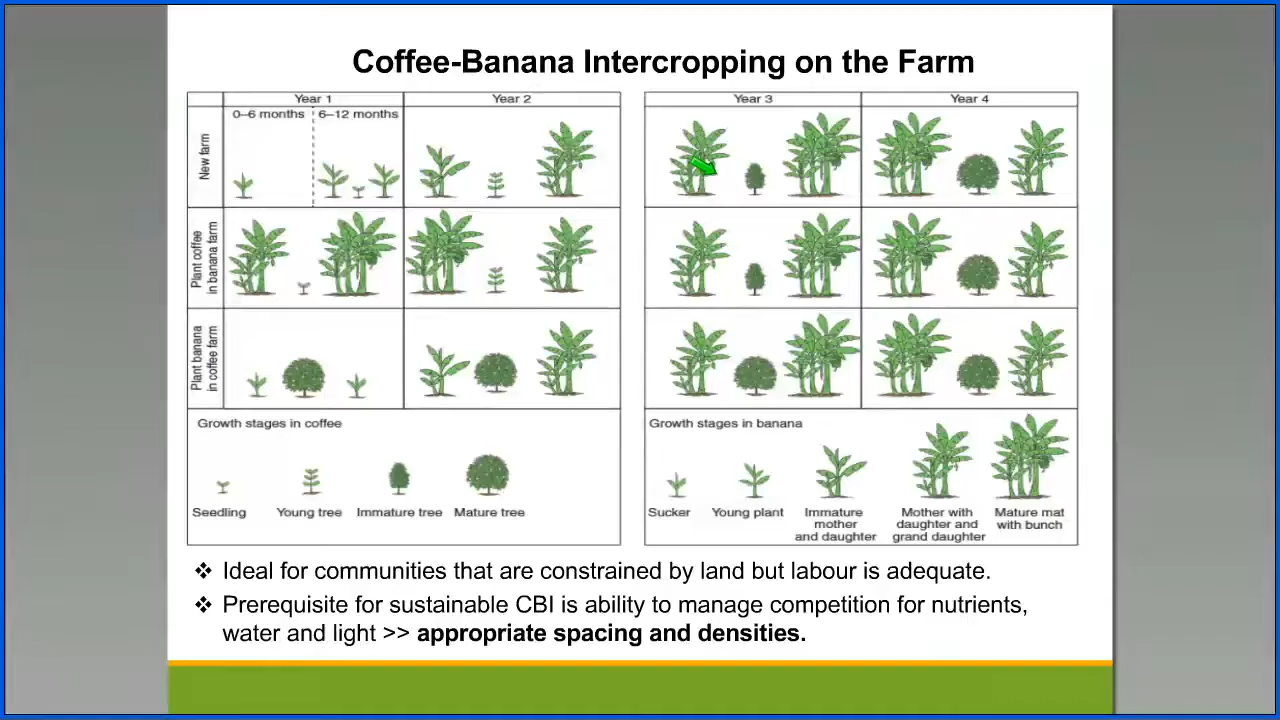 Coffee-Banana Intercropping on the Farm
Year 1
Year 2
Year 3
Year 4
0–6 months
6–12 months
New farm
Plant coffee
in banana farm
Plant banana
in coffee farm
Growth stages in coffee
Seedling
Young tree
Immature tree
Mature tree
Growth stages in banana
Sucker
Young plant
Immature
mother
and daughter
Mother with
daughter and
grand daughter
Mature mat
with bunch
❖ Ideal for communities that are constrained by land but labour is adequate.
❖ Prerequisite for sustainable CBI is ability to manage competition for nutrients,
water and light >> appropriate spacing and densities.